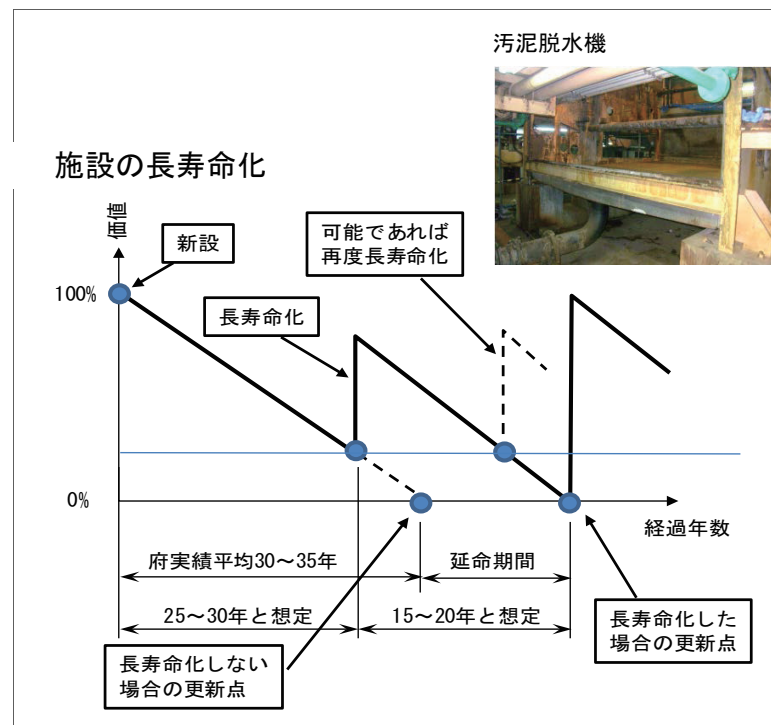 汚泥脱水機
施設の長寿命化
価値
新設
可能であれば
再度長寿命化
100%
長寿命化
0%
経過年数
府実績平均30～35年
延命期間
25～30年と想定
15～20年と想定
長寿命化しない
場合の更新点
長寿命化した
場合の更新点